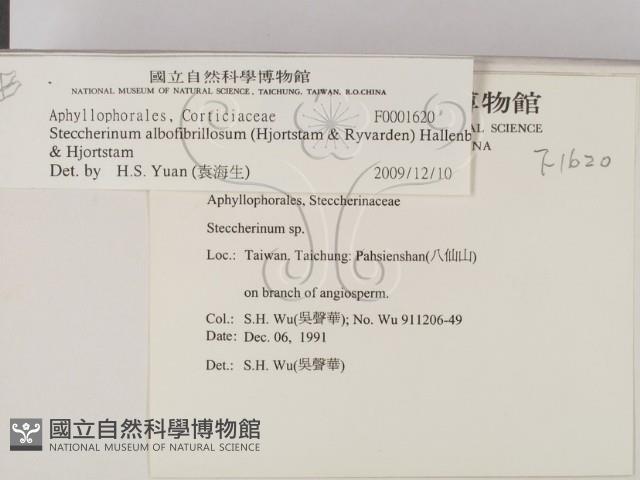 國立自然科學博物館
NATIONAL MUSEUM OF NATURAL SCIENCE, TAICHUNG, TAIWAN, R.O.CHINA
Aphyllophorales, Corticiaceae F0001620
Steccherinum albofibrillosum (Hjortstam & Ryvarden) Hallenb
& Hjortstam
Det. by H.S. Yuan (袁海生) 2009/12/10
博物館
AL SCIENCE
INA
F1620
Aphyllophorales, Steccherinaceae
Steccherinum sp.
Loc.: Taiwan, Taichung: Pahsienshan(八仙山)
on branch of angiosperm.
Col.: S.H. Wu(吳聲華); No. Wu 911206-49
Date: Dec. 06, 1991
Det.: S.H. Wu(吳聲華)
國立自然科學博物館
NATIONAL MUSEUM OF NATURAL SCIENCE